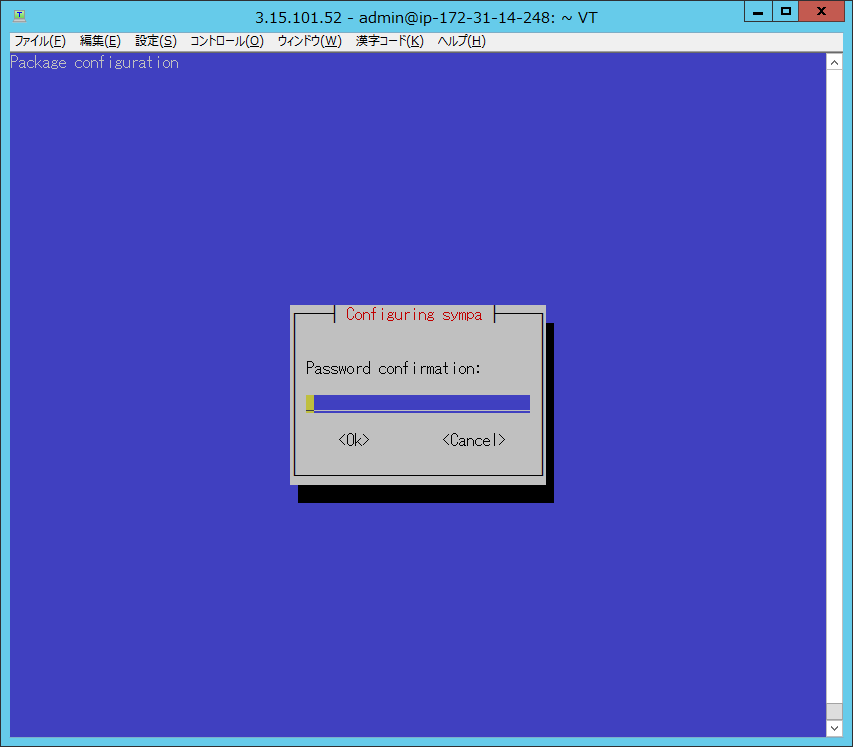 3.15.101.52 - admin@ip-172-31-14-248: ~ VT
ファイル(F) 編集(E) 設定(S) コントロール(O) ウィンドウ(W) 漢字コード(K) ヘルプ(H)
Package configuration
Configuring sympa
Password confirmation:
<Ok> <Cancel>